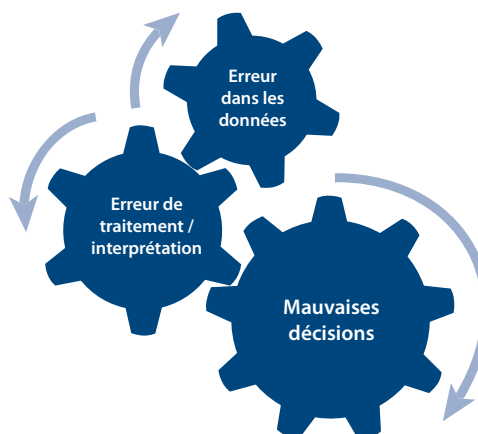 Erreur
dans les
données
Erreur de
traitement /
interprétation
Mauvaises
décisions